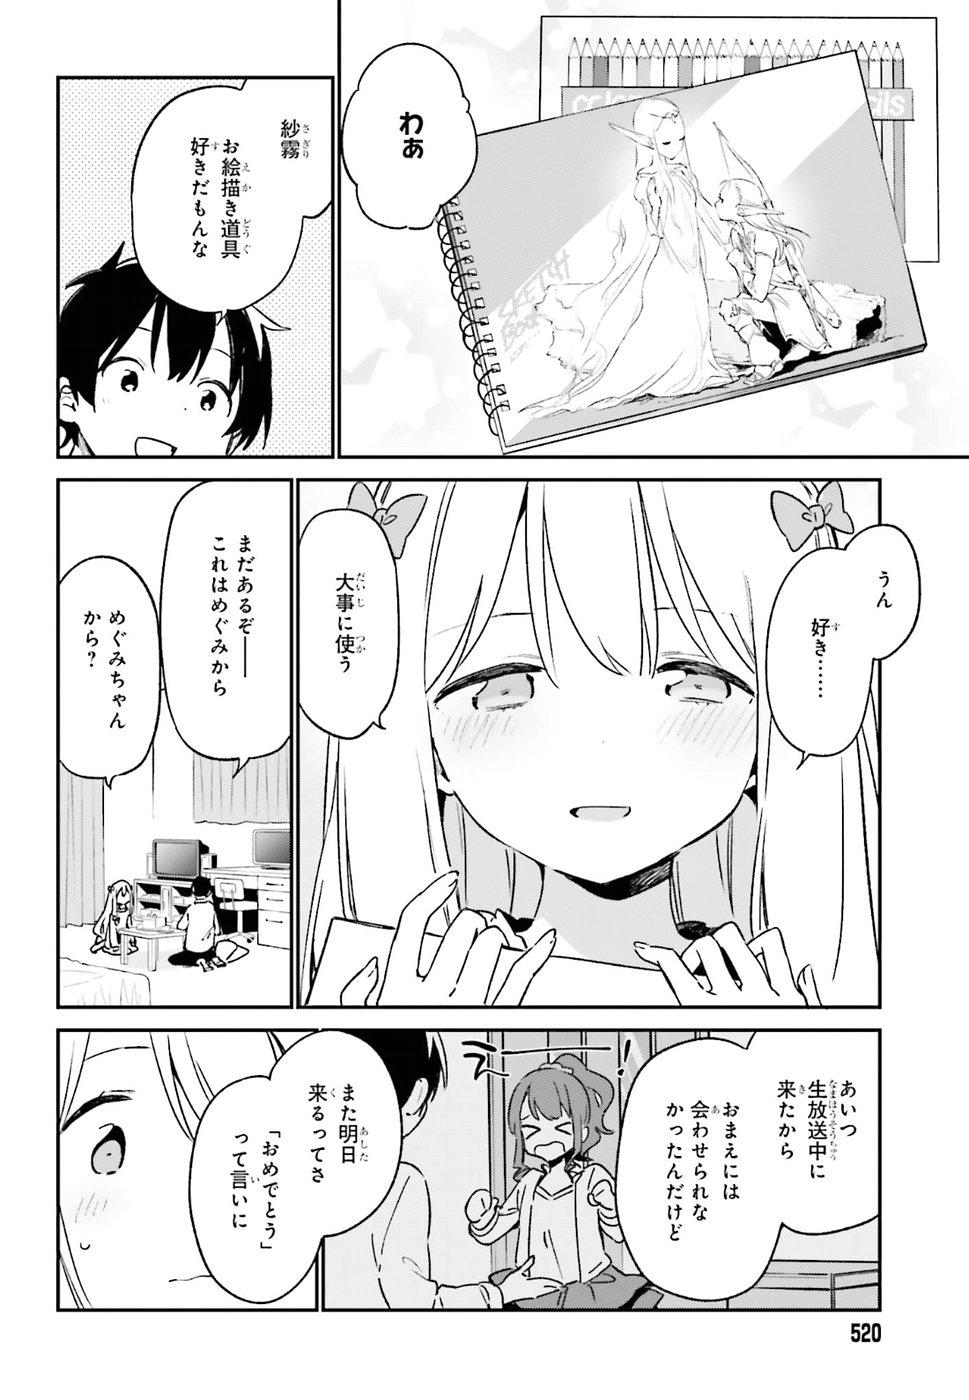 わぁ
紗霧
お絵描き道具
好きだもんな
うん
好き……
大事に使う
まだあるぞ――
これはめぐみから
めぐみちゃん
から？
あいつ
生放送中に
来たから
おまえには
会わせられな
かったんだけど
！
また明日
来るってさ
「おめでとう」
って言いに
520